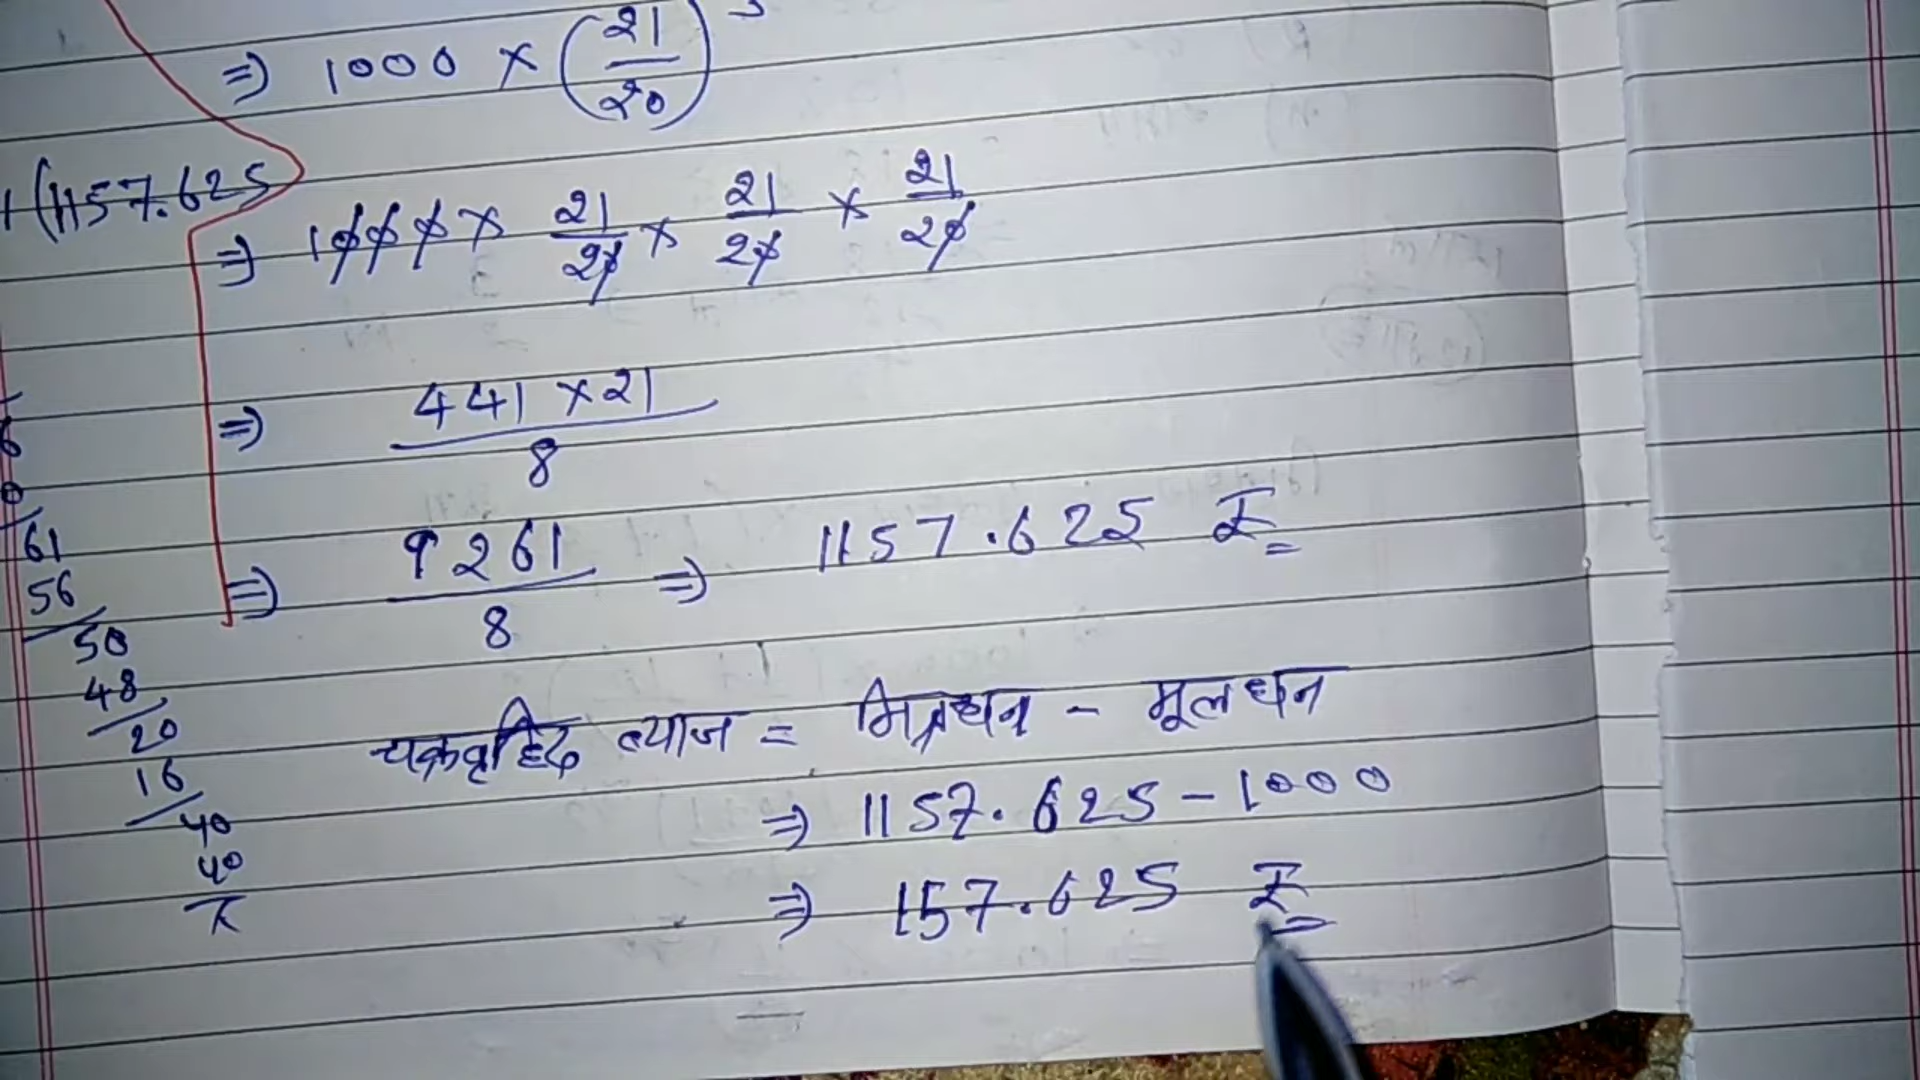 ⇒ 1000 × (21/20)³
1(1157.625
⇒ 1000 × 21/20 × 21/20 × 21/20
⇒ 441 × 21 / 8
⇒ 9261 / 8 ⇒ 1157.625 ₹
61
56
50
48
20
16
40
40
×
चक्रवृद्धि ब्याज = मिश्रधन - मूलधन
⇒ 1157.625 - 1000
⇒ 157.625 ₹